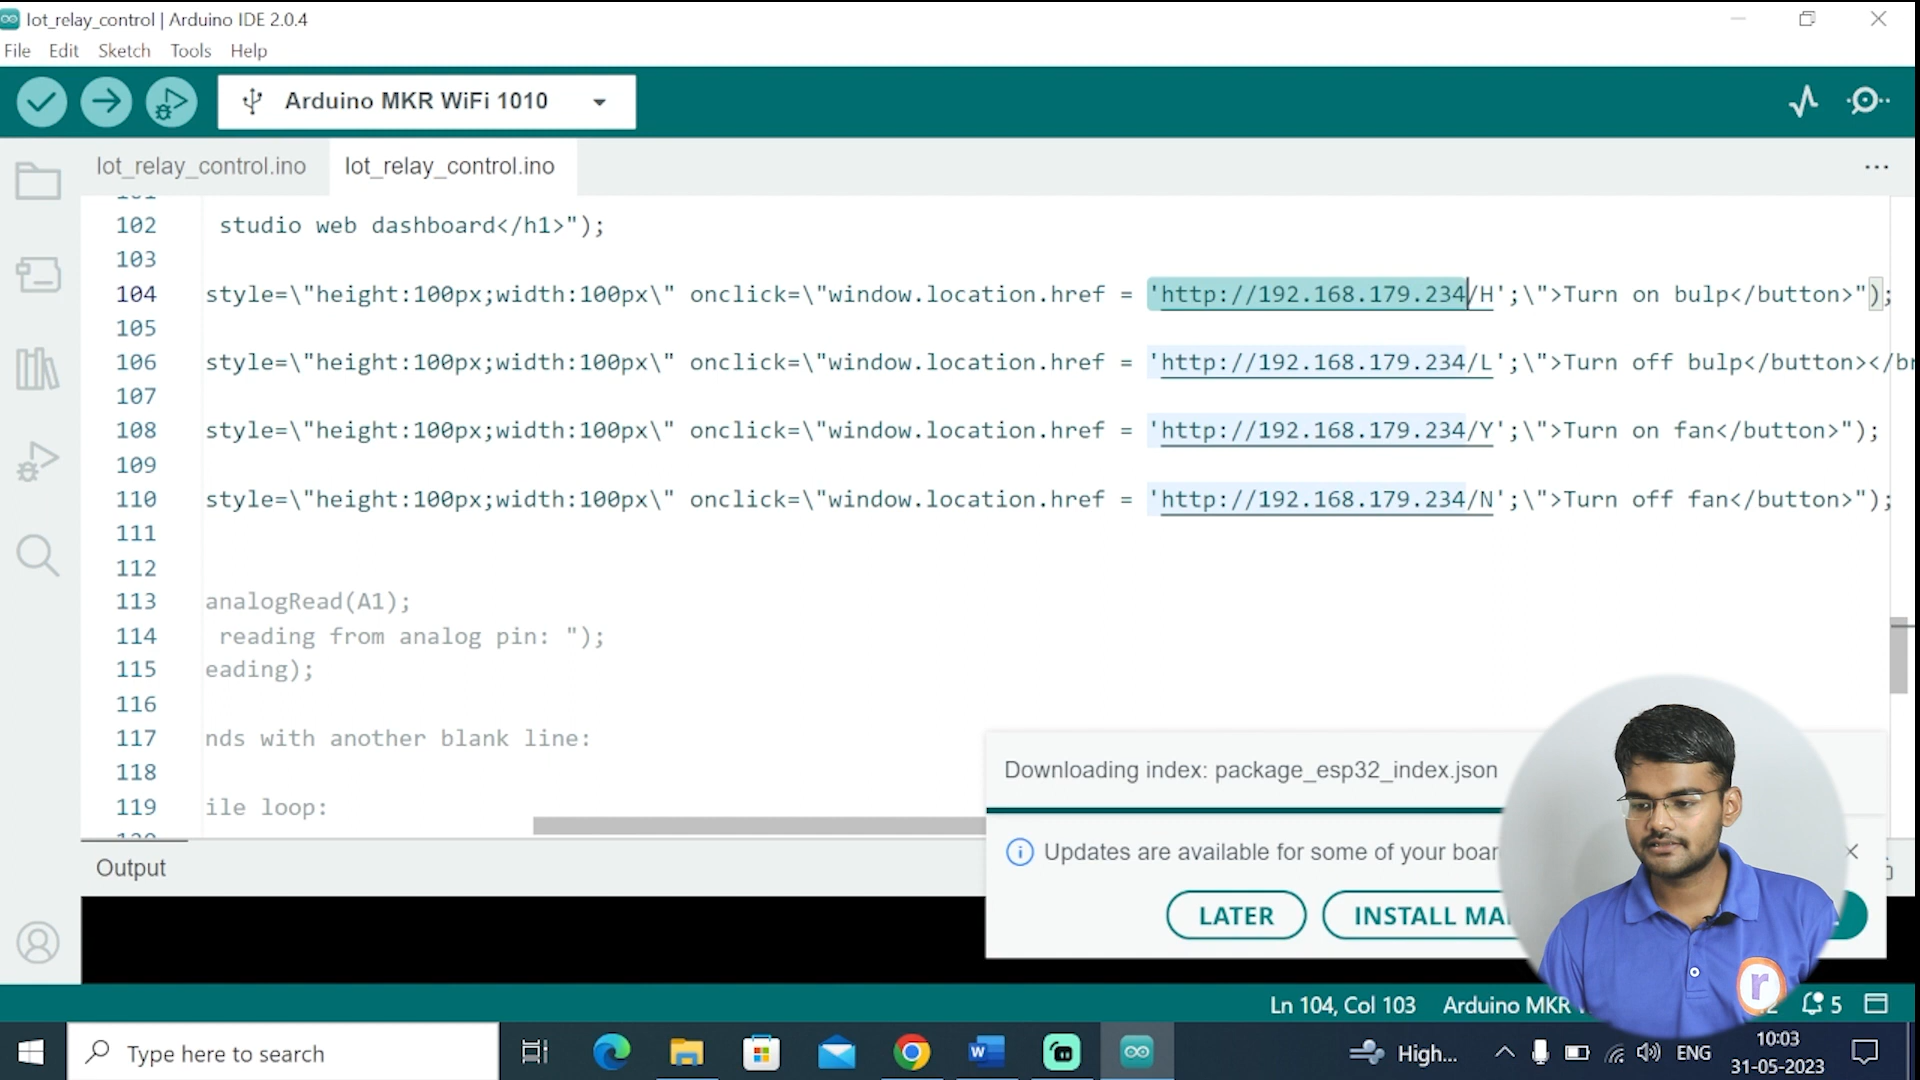 Iot_relay_control | Arduino IDE 2.0.4
File Edit Sketch Tools Help
Arduino MKR WiFi 1010
Iot_relay_control.ino Iot_relay_control.ino
102 studio web dashboard</h1>");
103
104 style=\"height:100px;width:100px\" onclick=\"window.location.href = 'http://192.168.179.234/H';\">Turn on bulp</button>");
105
106 style=\"height:100px;width:100px\" onclick=\"window.location.href = 'http://192.168.179.234/L';\">Turn off bulp</button></br
107
108 style=\"height:100px;width:100px\" onclick=\"window.location.href = 'http://192.168.179.234/Y';\">Turn on fan</button>");
109
110 style=\"height:100px;width:100px\" onclick=\"window.location.href = 'http://192.168.179.234/N';\">Turn off fan</button>");
111
112
113 analogRead(A1);
114 reading from analog pin: ");
115 eading);
116
117 nds with another blank line:
118
119 ile loop:
Downloading index: package_esp32_index.json
Updates are available for some of your boar
LATER INSTALL MA
Output
Ln 104, Col 103 Arduino MK 5
r
Type here to search
High... ENG
10:03
31-05-2023